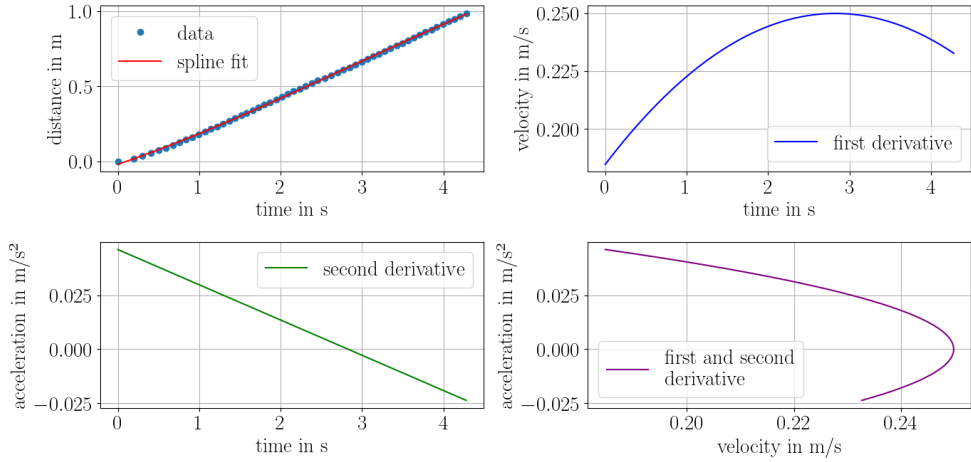 distance in m
1.0
0.5
0.0
data
spline fit
0
1
2
3
4
time in s
velocity in m/s
0.250
0.225
0.200
first derivative
0
1
2
3
4
time in s
acceleration in m/s²
0.025
0.000
−0.025
second derivative
0
1
2
3
4
time in s
acceleration in m/s²
0.025
0.000
−0.025
first and second
derivative
0.20
0.22
0.24
velocity in m/s